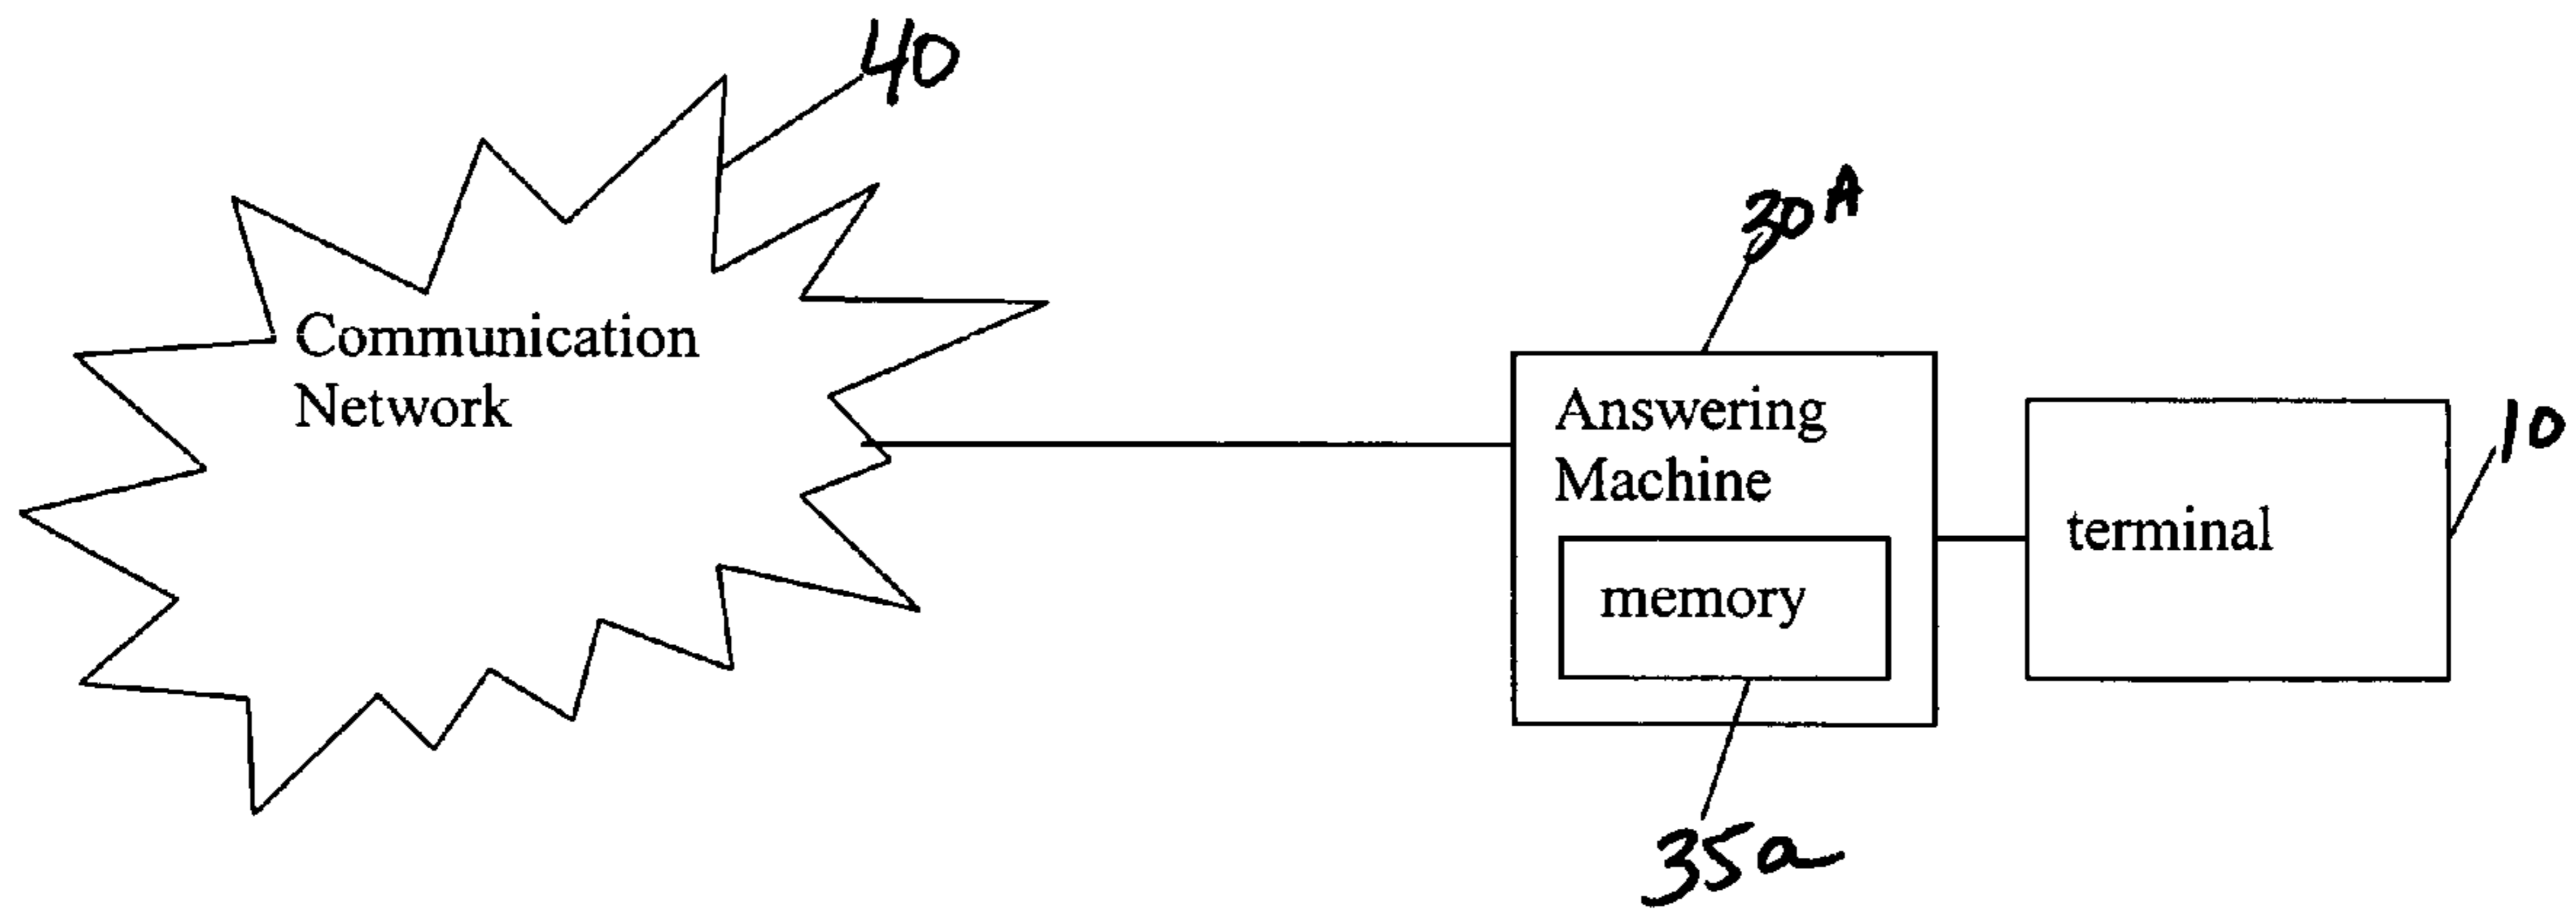 40
30A
Communication
Network
Answering
Machine
10
terminal
memory
35a